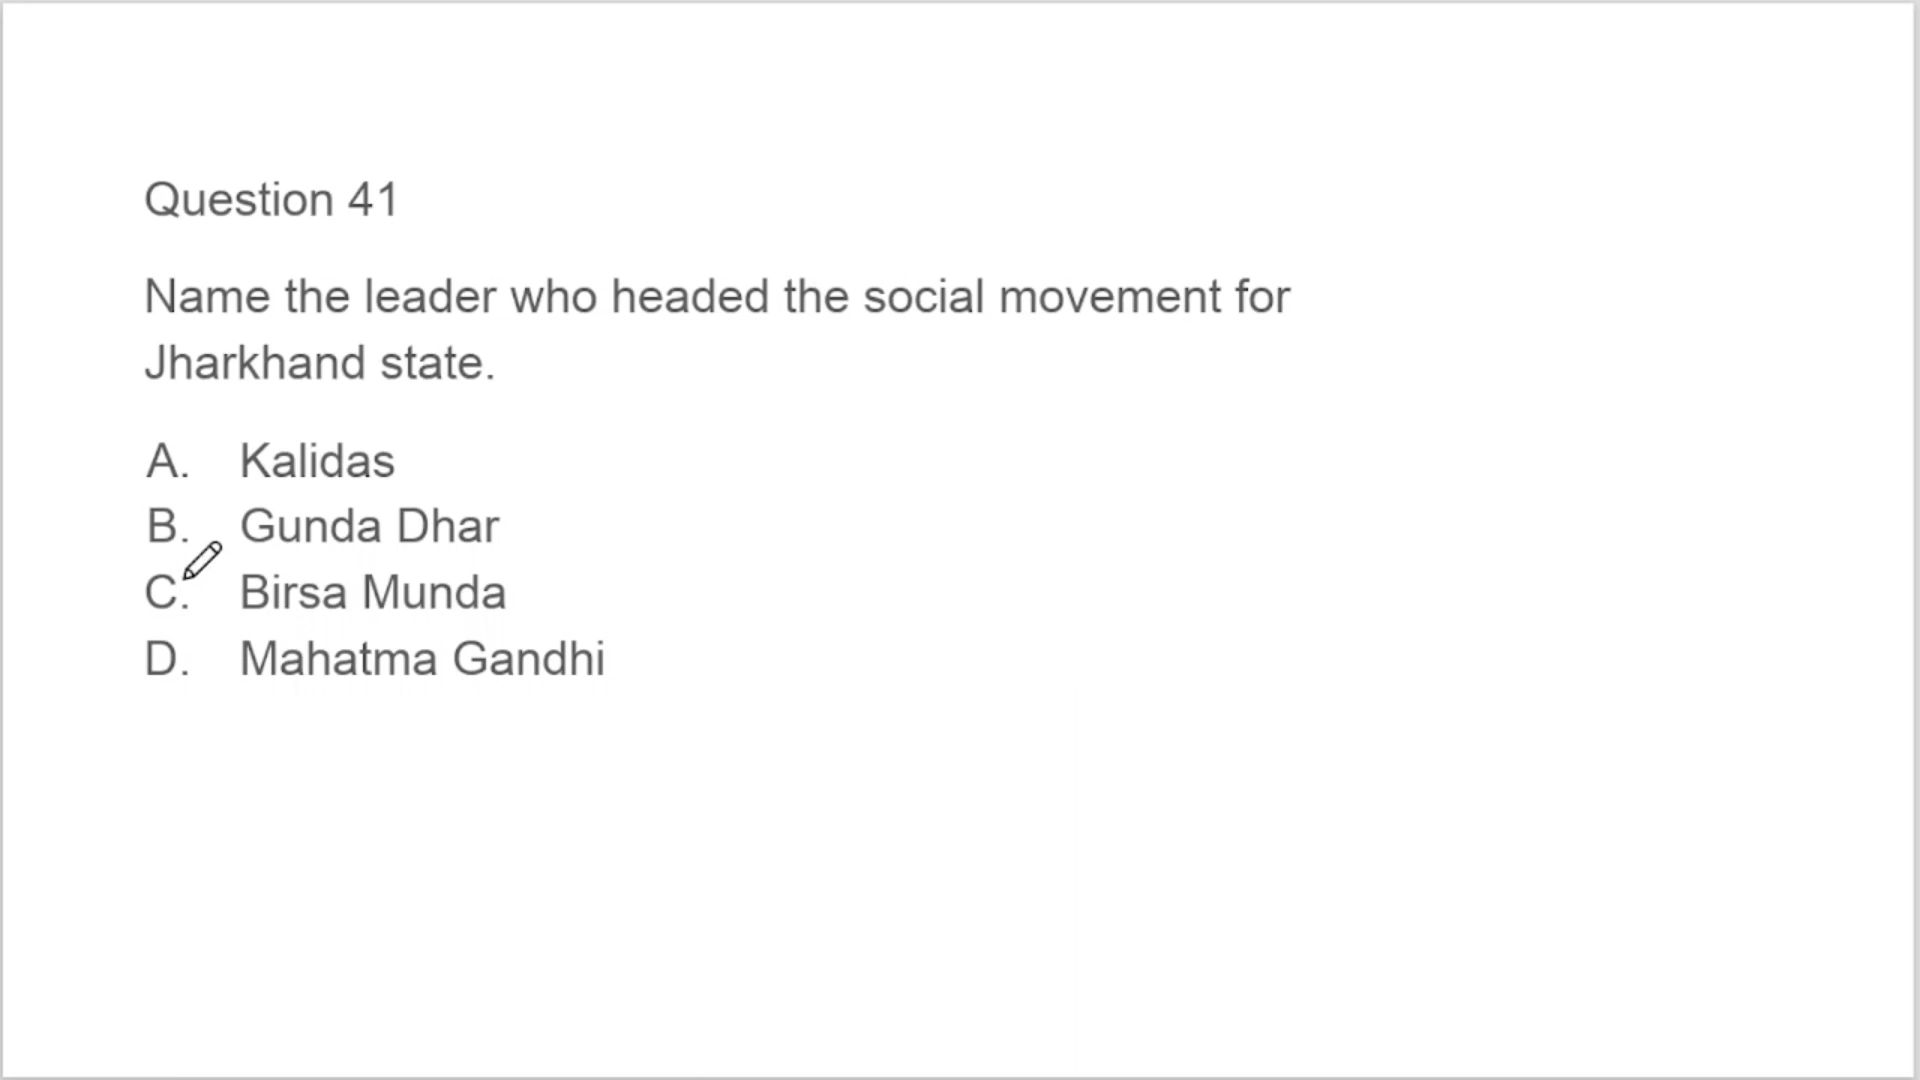 Question 41
Name the leader who headed the social movement for
Jharkhand state.
A. Kalidas
B. Gunda Dhar
C. Birsa Munda
D. Mahatma Gandhi